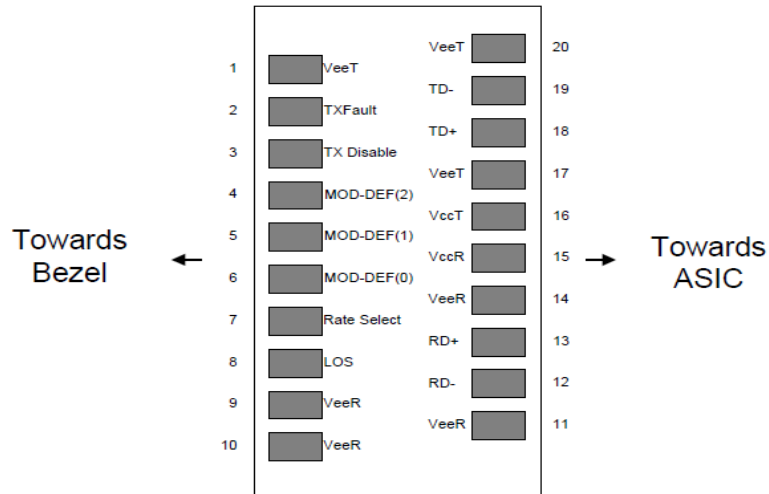 VeeT 20
1 VeeT
TD- 19
2 TXFault
TD+ 18
3 TX Disable
VeeT 17
4 MOD-DEF(2)
VccT 16
5 MOD-DEF(1)
Towards
Bezel
VccR 15
Towards
ASIC
6 MOD-DEF(0)
VeeR 14
7 Rate Select
RD+ 13
8 LOS
RD- 12
9 VeeR
VeeR 11
10 VeeR